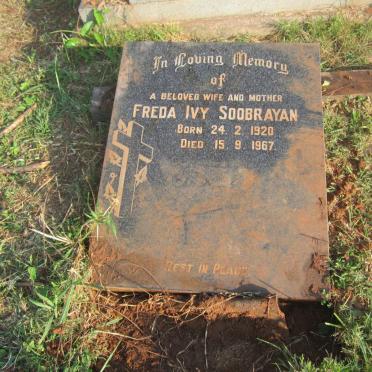 In Loving Memory
of
A BELOVED WIFE AND MOTHER
FREDA IVY SOOBRAYAN
BORN 24. 2. 1920
DIED 15. 9. 1967.
REST IN PEACE